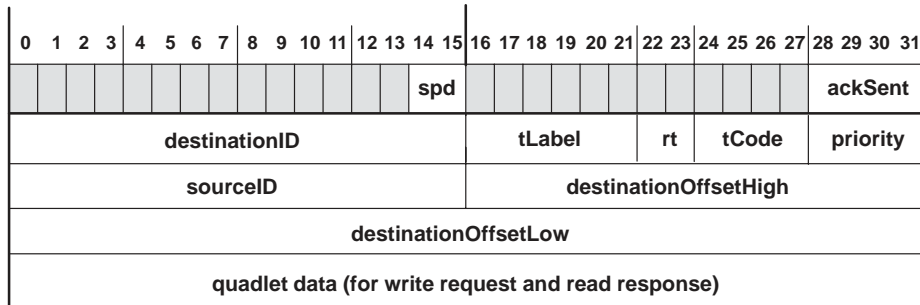 0 1 2 3 4 5 6 7 8 9 10 11 12 13 14 15 16 17 18 19 20 21 22 23 24 25 26 27 28 29 30 31
spd ackSent
destinationID tLabel rt tCode priority
sourceID destinationOffsetHigh
destinationOffsetLow
quadlet data (for write request and read response)